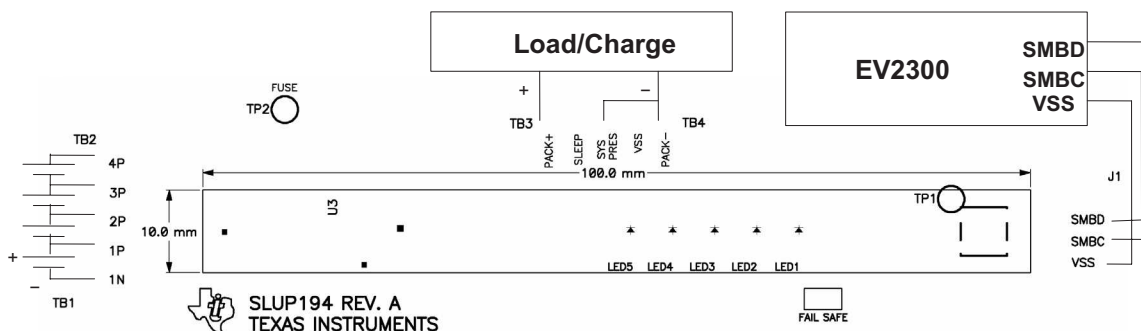 Load/Charge
EV2300
SMBD
SMBC
VSS
+
-
FUSE
TP2
TB3
TB4
PACK+
SLEEP
SYS
PRES
VSS
PACK-
TB2
4P
3P
2P
1P
1N
+
-
TB1
100.0 mm
10.0 mm
U3
TP1
J1
SMBD
SMBC
VSS
LED5
LED4
LED3
LED2
LED1
SLUP194 REV. A
TEXAS INSTRUMENTS
FAIL SAFE